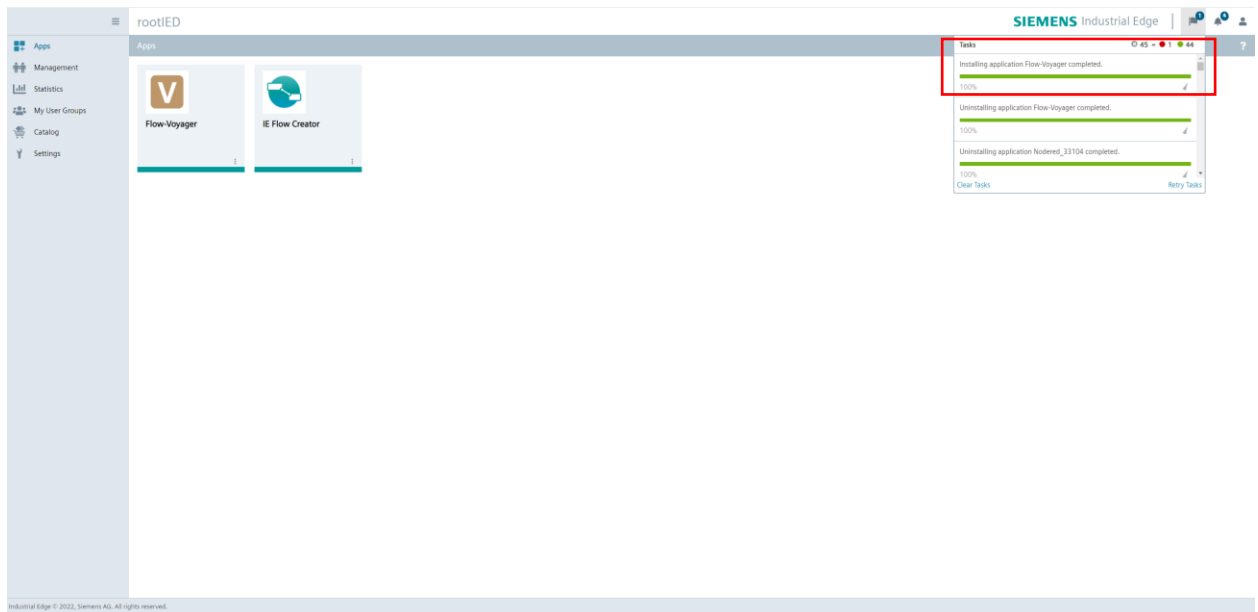 rootIED
SIEMENS Industrial Edge
1
Apps
Management
Statistics
My User Groups
Catalog
Settings
Apps
?
V
Flow-Voyager
IE Flow Creator
Tasks
45 = 1 44
Installing application Flow-Voyager completed.
100%
Uninstalling application Flow-Voyager completed.
100%
Uninstalling application Nodered_33104 completed.
100%
Clear Tasks
Retry Tasks
Industrial Edge © 2022, Siemens AG. All rights reserved.